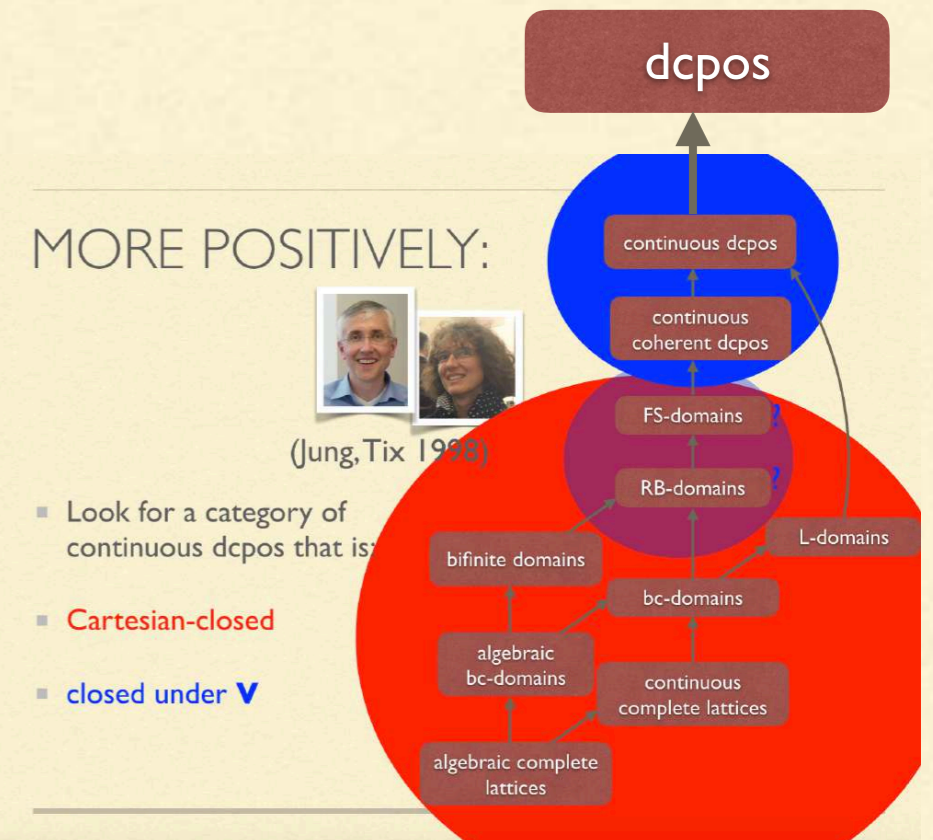 dcpos
MORE POSITIVELY:
continuous dcpos
continuous
coherent dcpos
FS-domains ?
(Jung, Tix 1998)
RB-domains ?
Look for a category of
continuous dcpos that is:
L-domains
bifinite domains
bc-domains
Cartesian-closed
algebraic
bc-domains
continuous
complete lattices
closed under V
algebraic complete
lattices